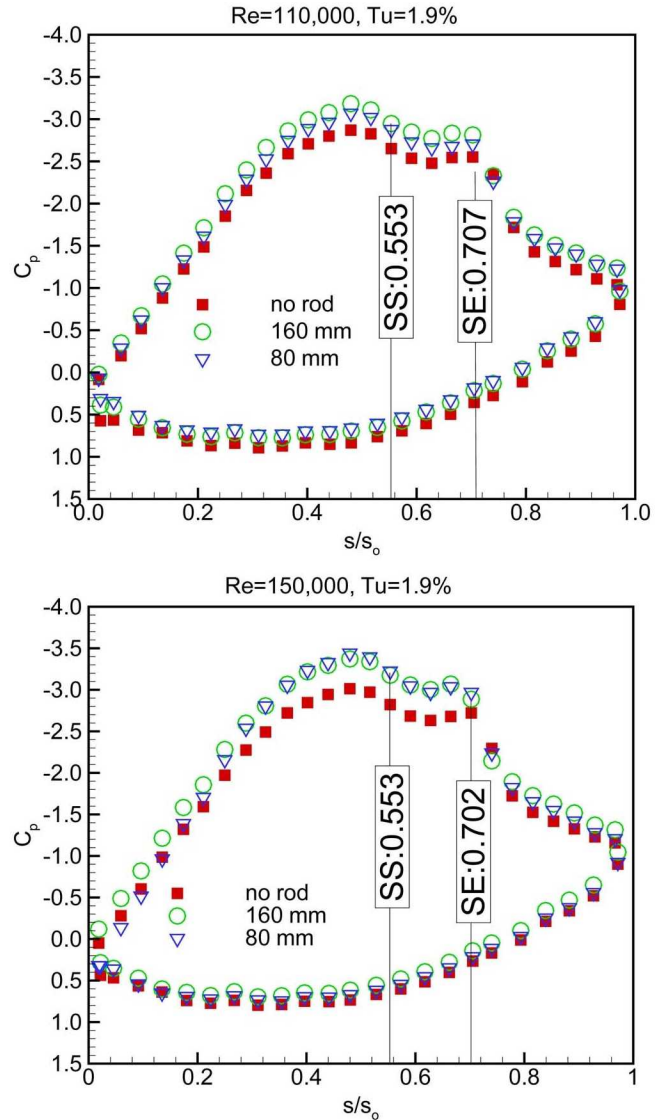 Re=110,000, Tu=1.9%
-4.0
-3.5
-3.0
-2.5
-2.0
-1.5
-1.0
-0.5
0.0
0.5
1.0
1.5
Cp
SS:0.553
SE:0.707
no rod
160 mm
80 mm
0.0 0.2 0.4 0.6 0.8 1.0
s/so
Re=150,000, Tu=1.9%
-4.0
-3.5
-3.0
-2.5
-2.0
-1.5
-1.0
-0.5
0.0
0.5
1.0
1.5
Cp
SS:0.553
SE:0.702
no rod
160 mm
80 mm
0 0.2 0.4 0.6 0.8 1
s/so